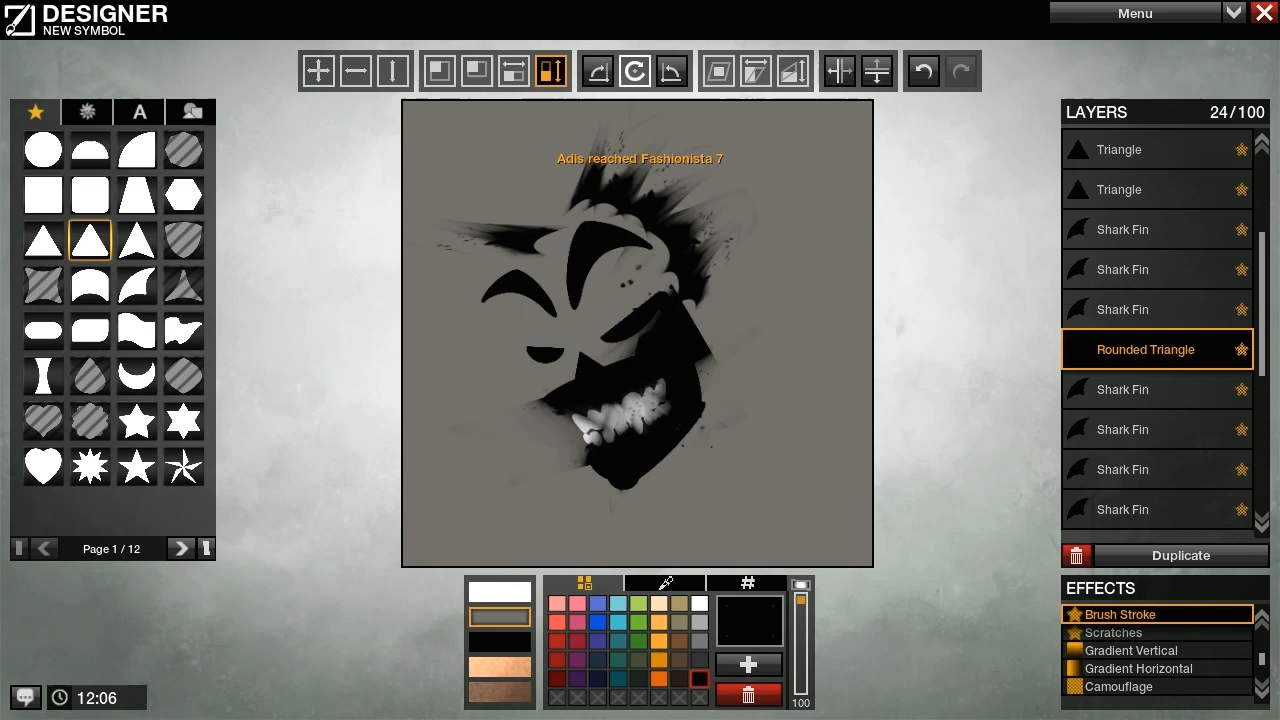 DESIGNER
NEW SYMBOL
Menu
A
LAYERS 24/100
Adis reached Fashionista 7
Triangle
Triangle
Shark Fin
Shark Fin
Shark Fin
Rounded Triangle
Shark Fin
Shark Fin
Shark Fin
Shark Fin
Page 1 / 12
Duplicate
#
EFFECTS
Brush Stroke
Scratches
Gradient Vertical
Gradient Horizontal
Camouflage
12:06
100